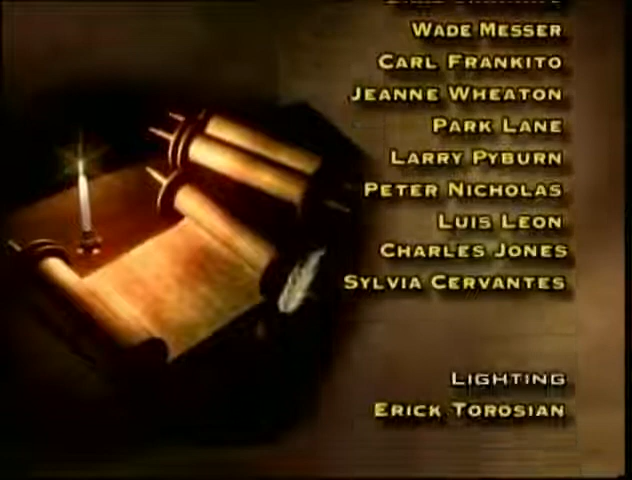 WADE MESSER
CARL FRANKITO
JEANNE WHEATON
PARK LANE
LARRY PYBURN
PETER NICHOLAS
LUIS LEON
CHARLES JONES
SYLVIA CERVANTES
LIGHTING
ERICK TOROSIAN